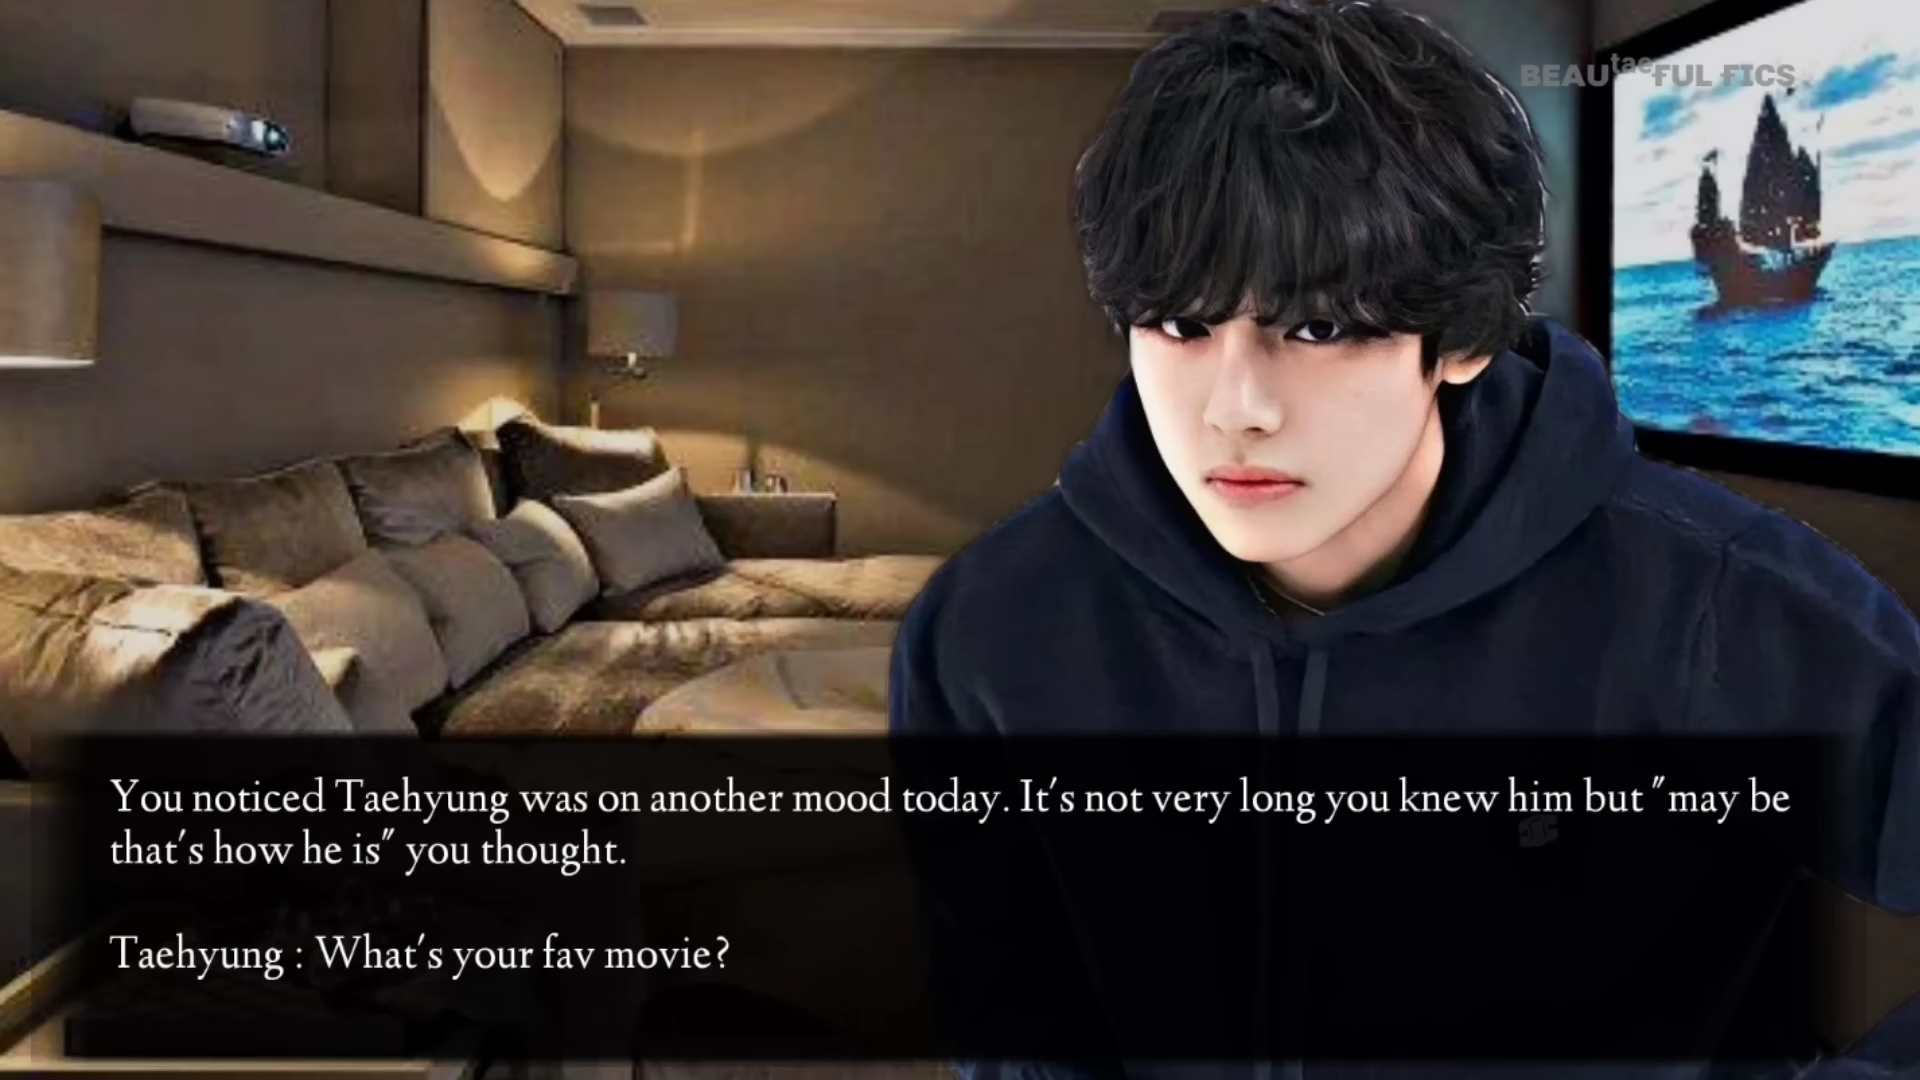 BEAUtaeFUL FICS
You noticed Taehyung was on another mood today. It's not very long you knew him but "may be
that's how he is" you thought.
Taehyung : What's your fav movie?